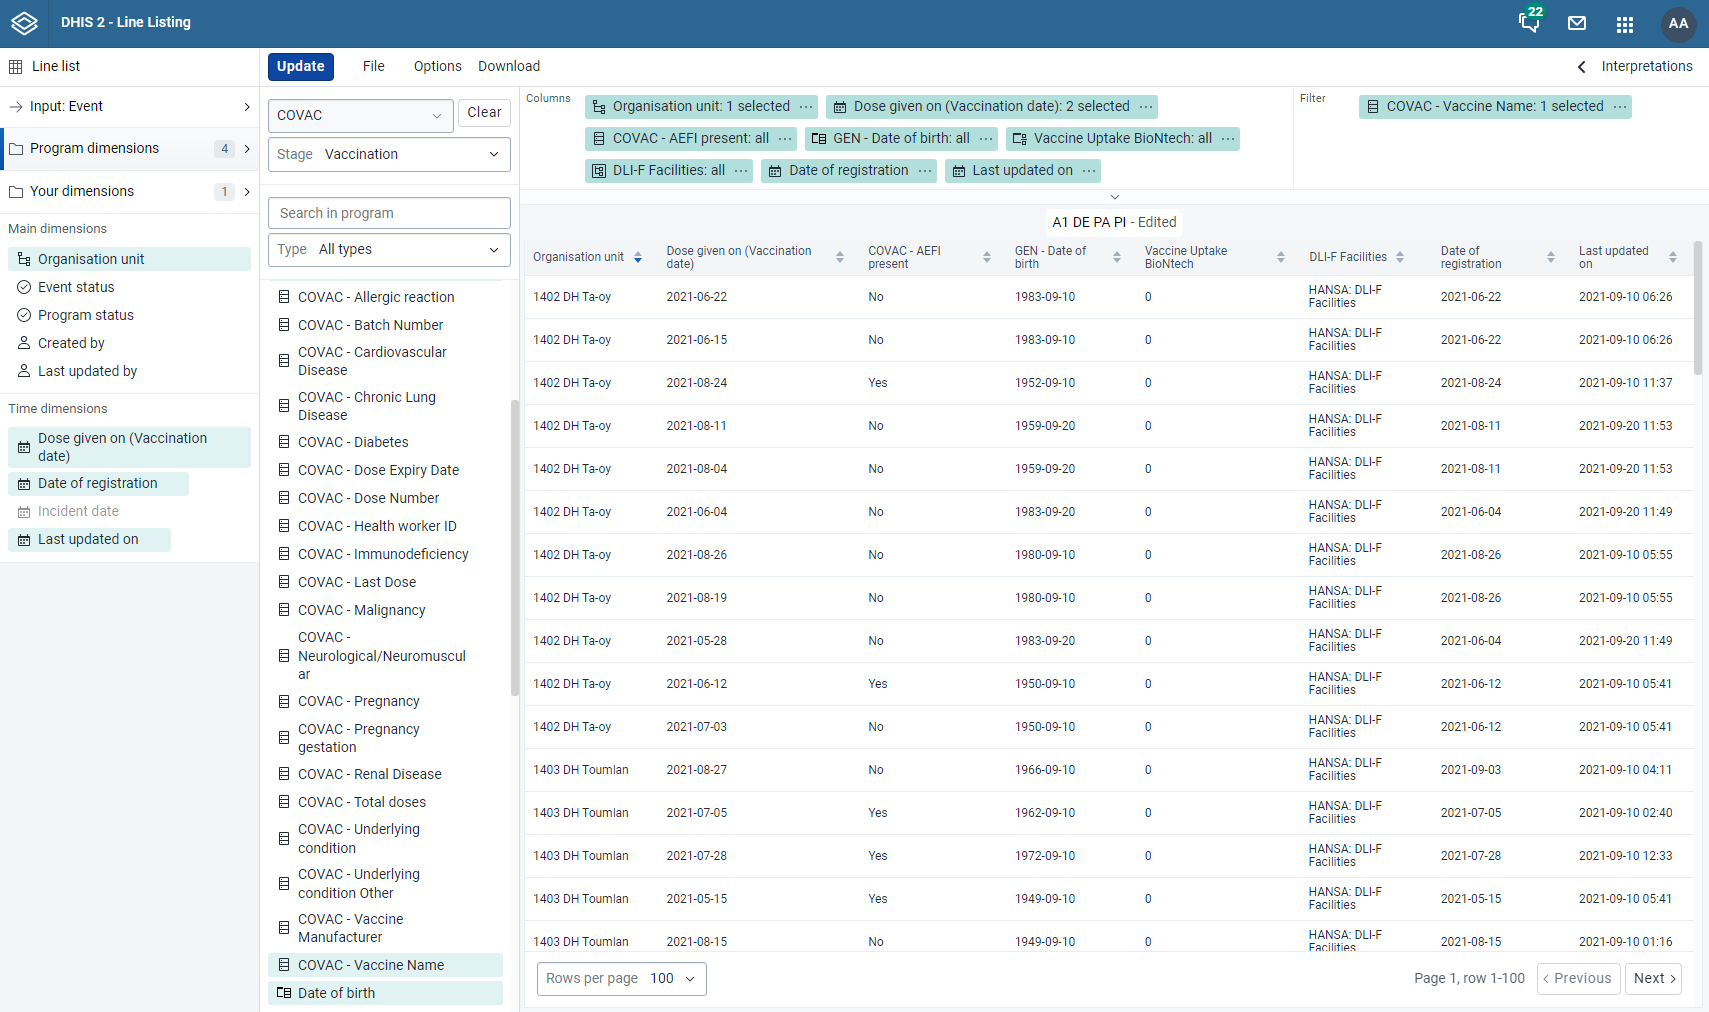 DHIS 2 - Line Listing
22
AA
Line list
Update
File
Options
Download
Interpretations
Input: Event
Program dimensions
4
Your dimensions
1
Main dimensions
Organisation unit
Event status
Program status
Created by
Last updated by
Time dimensions
Dose given on (Vaccination
date)
Date of registration
Incident date
Last updated on
COVAC
Clear
Stage Vaccination
Search in program
Type All types
COVAC - Allergic reaction
COVAC - Batch Number
COVAC - Cardiovascular
Disease
COVAC - Chronic Lung
Disease
COVAC - Diabetes
COVAC - Dose Expiry Date
COVAC - Dose Number
COVAC - Health worker ID
COVAC - Immunodeficiency
COVAC - Last Dose
COVAC - Malignancy
COVAC -
Neurological/Neuromuscul
ar
COVAC - Pregnancy
COVAC - Pregnancy
gestation
COVAC - Renal Disease
COVAC - Total doses
COVAC - Underlying
condition
COVAC - Underlying
condition Other
COVAC - Vaccine
Manufacturer
COVAC - Vaccine Name
Date of birth
Columns
Organisation unit: 1 selected ···
Dose given on (Vaccination date): 2 selected ···
COVAC - AEFI present: all ···
GEN - Date of birth: all ···
Vaccine Uptake BioNtech: all ···
DLI-F Facilities: all ···
Date of registration ···
Last updated on ···
Filter
COVAC - Vaccine Name: 1 selected ···
A1 DE PA PI - Edited
Organisation unit
Dose given on (Vaccination
date)
COVAC - AEFI
present
GEN - Date of
birth
Vaccine Uptake
BioNtech
DLI-F Facilities
Date of
registration
Last updated
on
1402 DH Ta-oy 2021-06-22 No 1983-09-10 0 HANSA: DLI-F
Facilities 2021-06-22 2021-09-10 06:26
1402 DH Ta-oy 2021-06-15 No 1983-09-10 0 HANSA: DLI-F
Facilities 2021-06-22 2021-09-10 06:26
1402 DH Ta-oy 2021-08-24 Yes 1952-09-10 0 HANSA: DLI-F
Facilities 2021-08-24 2021-09-10 11:37
1402 DH Ta-oy 2021-08-11 No 1959-09-20 0 HANSA: DLI-F
Facilities 2021-08-11 2021-09-20 11:53
1402 DH Ta-oy 2021-08-04 No 1959-09-20 0 HANSA: DLI-F
Facilities 2021-08-11 2021-09-20 11:53
1402 DH Ta-oy 2021-06-04 No 1983-09-20 0 HANSA: DLI-F
Facilities 2021-06-04 2021-09-20 11:49
1402 DH Ta-oy 2021-08-26 No 1980-09-10 0 HANSA: DLI-F
Facilities 2021-08-26 2021-09-10 05:55
1402 DH Ta-oy 2021-08-19 No 1980-09-10 0 HANSA: DLI-F
Facilities 2021-08-26 2021-09-10 05:55
1402 DH Ta-oy 2021-05-28 No 1983-09-20 0 HANSA: DLI-F
Facilities 2021-06-04 2021-09-20 11:49
1402 DH Ta-oy 2021-06-12 Yes 1950-09-10 0 HANSA: DLI-F
Facilities 2021-06-12 2021-09-10 05:41
1402 DH Ta-oy 2021-07-03 No 1950-09-10 0 HANSA: DLI-F
Facilities 2021-06-12 2021-09-10 05:41
1403 DH Toumlan 2021-08-27 No 1966-09-10 0 HANSA: DLI-F
Facilities 2021-09-03 2021-09-10 04:11
1403 DH Toumlan 2021-07-05 Yes 1962-09-10 0 HANSA: DLI-F
Facilities 2021-07-05 2021-09-10 02:40
1403 DH Toumlan 2021-07-28 Yes 1972-09-10 0 HANSA: DLI-F
Facilities 2021-07-28 2021-09-10 12:33
1403 DH Toumlan 2021-05-15 Yes 1949-09-10 0 HANSA: DLI-F
Facilities 2021-05-15 2021-09-10 05:41
1403 DH Toumlan 2021-08-15 No 1949-09-10 0 HANSA: DLI-F
Facilities 2021-08-15 2021-09-10 01:16
Rows per page 100
Page 1, row 1-100
Previous
Next